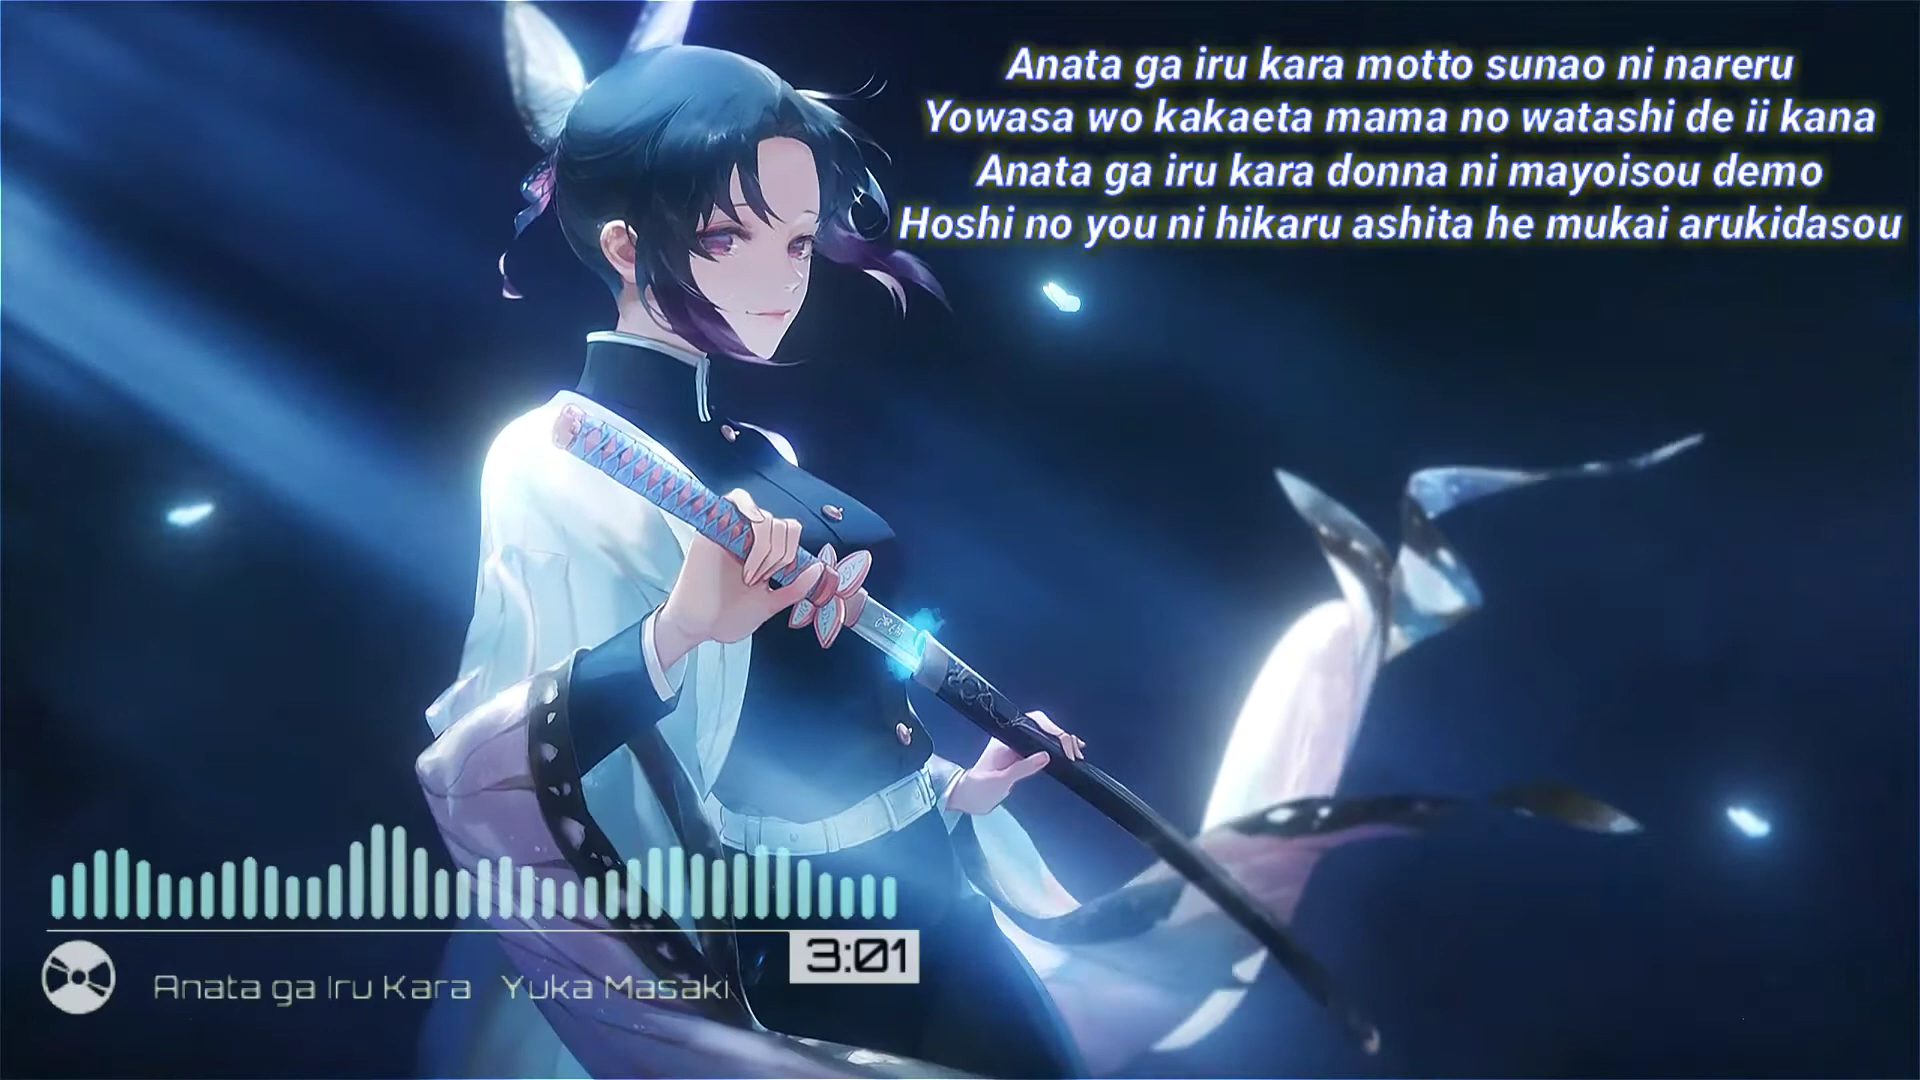 Anata ga iru kara motto sunao ni nareru
Yowasa wo kakaeta mama no watashi de ii kana
Anata ga iru kara donna ni mayoisou demo
Hoshi no you ni hikaru ashita he mukai arukidasou
3:01
Anata ga Iru Kara Yuka Masaki